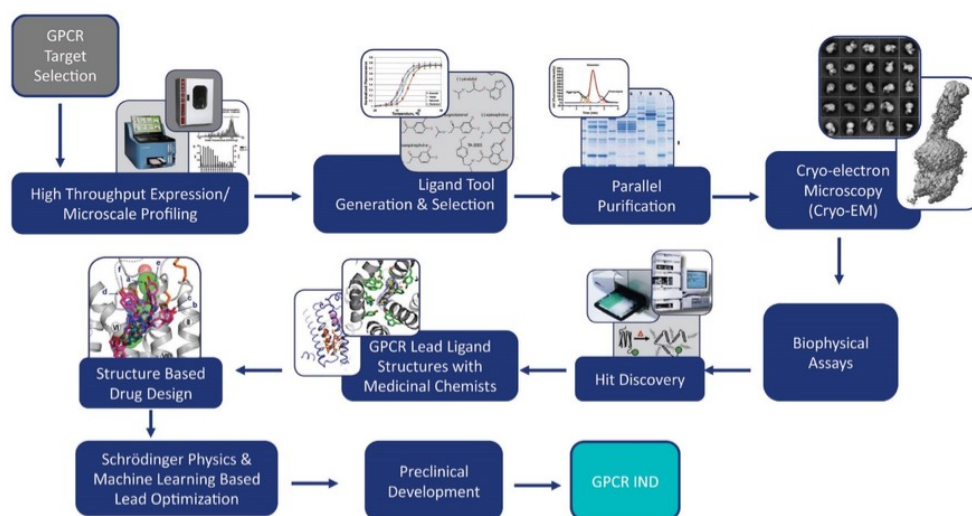 GPCR
Target
Selection
High Throughput Expression/
Microscale Profiling
Ligand Tool
Generation & Selection
Parallel
Purification
Cryo-electron
Microscopy
(Cryo-EM)
Biophysical
Assays
Hit Discovery
GPCR Lead Ligand
Structures with
Medicinal Chemists
Structure Based
Drug Design
Schrödinger Physics &
Machine Learning Based
Lead Optimization
Preclinical
Development
GPCR IND